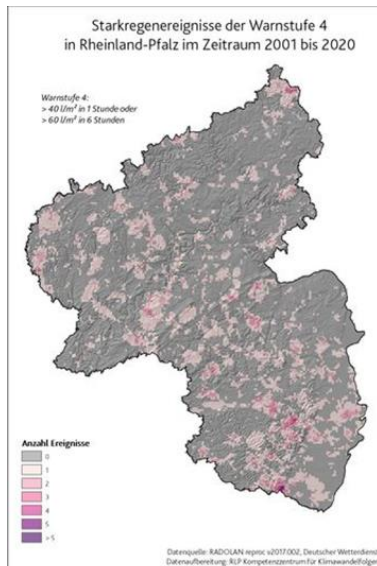 Starkregenereignisse der Warnstufe 4
in Rheinland-Pfalz im Zeitraum 2001 bis 2020
Warnstufe 4:
> 40 l/m² in 1 Stunde oder
> 60 l/m² in 6 Stunden
Anzahl Ereignisse
0
1
2
3
4
5
> 5
Datenquelle: RADOLAN reproc v2017.002, Deutscher Wetterdienst
Datenaufbereitung: RLP Kompetenzzentrum für Klimawandelfolgen